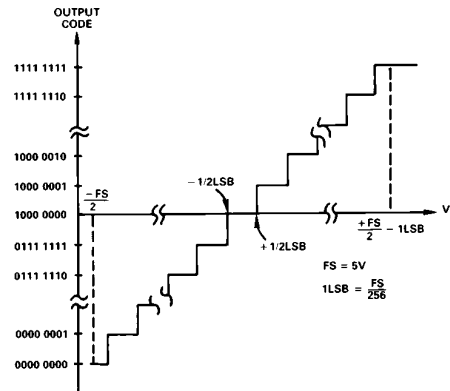 OUTPUT
CODE
1111 1111
1111 1110
1000 0010
1000 0001
1000 0000
0111 1111
0111 1110
0000 0001
0000 0000
−FS
2
− 1/2LSB
+ 1/2LSB
V
+FS
2
− 1LSB
FS = 5V
1LSB = FS
256